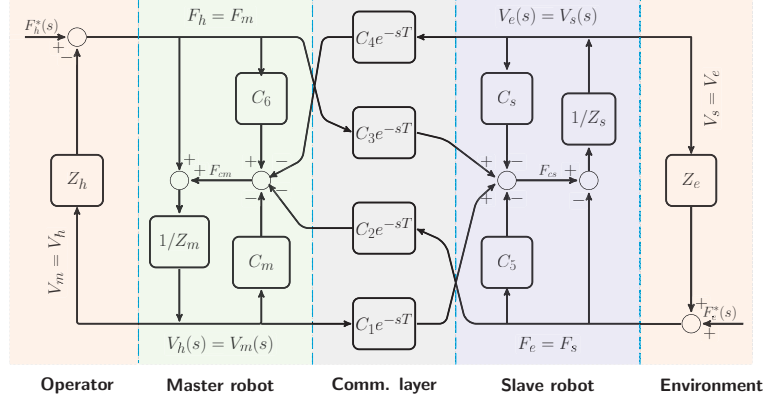 F_h^*(s)
F_h = F_m
C_4e^{-sT}
V_e(s) = V_s(s)
+
−
C_6
C_s
1/Z_s
V_s = V_e
C_3e^{-sT}
+
+ F_{cm}
+
−
−
−
+
−
+
−
F_{cs}
+
−
Z_h
Z_e
V_m = V_h
1/Z_m
C_m
C_2e^{-sT}
C_5
C_1e^{-sT}
+
F_e^*(s)
+
V_h(s) = V_m(s)
F_e = F_s
Operator
Master robot
Comm. layer
Slave robot
Environment